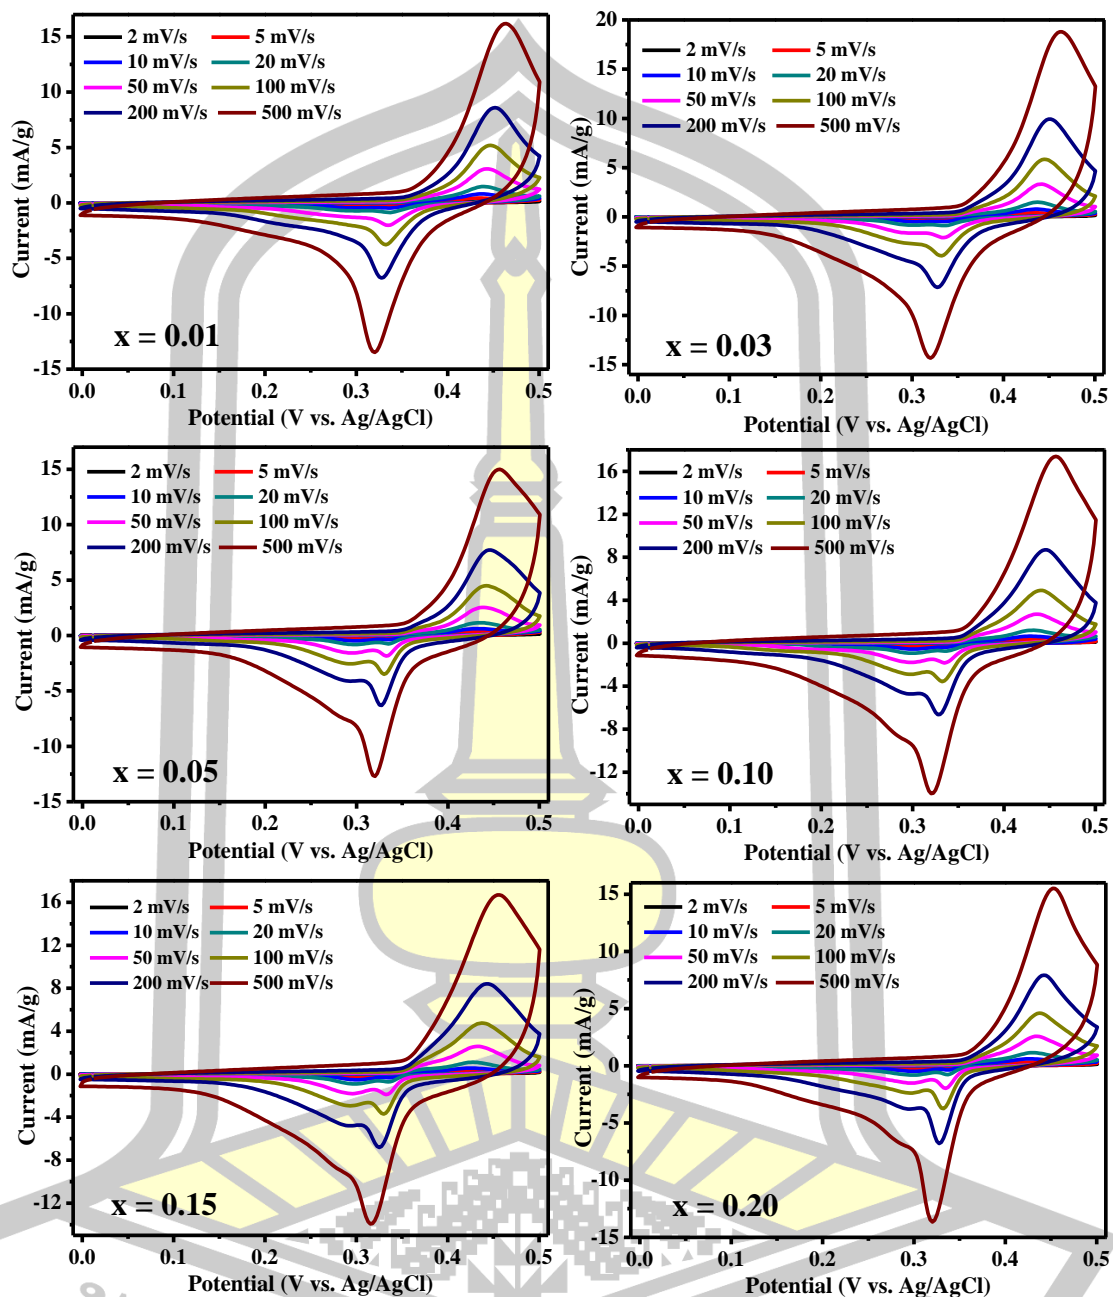 15
2 mV/s 5 mV/s
10 mV/s 20 mV/s
10
50 mV/s 100 mV/s
200 mV/s 500 mV/s
5
0
-5
-10
-15
Current (mA/g)
x = 0.01
0.0 0.1 0.2 0.3 0.4 0.5
Potential (V vs. Ag/AgCl)
20
2 mV/s 5 mV/s
10 mV/s 20 mV/s
15
50 mV/s 100 mV/s
200 mV/s 500 mV/s
10
5
0
-5
-10
-15
Current (mA/g)
x = 0.03
0.0 0.1 0.2 0.3 0.4 0.5
Potential (V vs. Ag/AgCl)
15
2 mV/s 5 mV/s
10 mV/s 20 mV/s
10
50 mV/s 100 mV/s
200 mV/s 500 mV/s
5
0
-5
-10
-15
Current (mA/g)
x = 0.05
0.0 0.1 0.2 0.3 0.4 0.5
Potential (V vs. Ag/AgCl)
16
2 mV/s 5 mV/s
10 mV/s 20 mV/s
12
50 mV/s 100 mV/s
200 mV/s 500 mV/s
8
4
0
-4
-8
-12
Current (mA/g)
x = 0.10
0.0 0.1 0.2 0.3 0.4 0.5
Potential (V vs. Ag/AgCl)
16
2 mV/s 5 mV/s
10 mV/s 20 mV/s
12
50 mV/s 100 mV/s
200 mV/s 500 mV/s
8
4
0
-4
-8
-12
Current (mA/g)
x = 0.15
0.0 0.1 0.2 0.3 0.4 0.5
Potential (V vs. Ag/AgCl)
15
2 mV/s 5 mV/s
10 mV/s 20 mV/s
10
50 mV/s 100 mV/s
200 mV/s 500 mV/s
5
0
-5
-10
-15
Current (mA/g)
x = 0.20
0.0 0.1 0.2 0.3 0.4 0.5
Potential (V vs. Ag/AgCl)